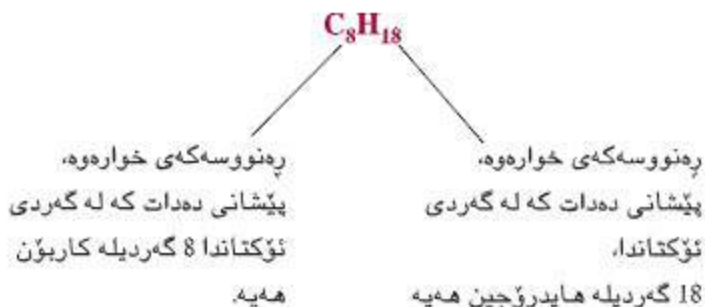 C₈H₁₈
ڕەنووسەکەی خوارەوە،
پێشانی دەدات کە لە گەردی
ئۆکتاندا،
18 گەردیلە هایدرۆجین هەیە
ڕەنووسەکەی خوارەوە،
پێشانی دەدات کە لە گەردی
ئۆکتاندا 8 گەردیلە کاربۆن
هەیە.